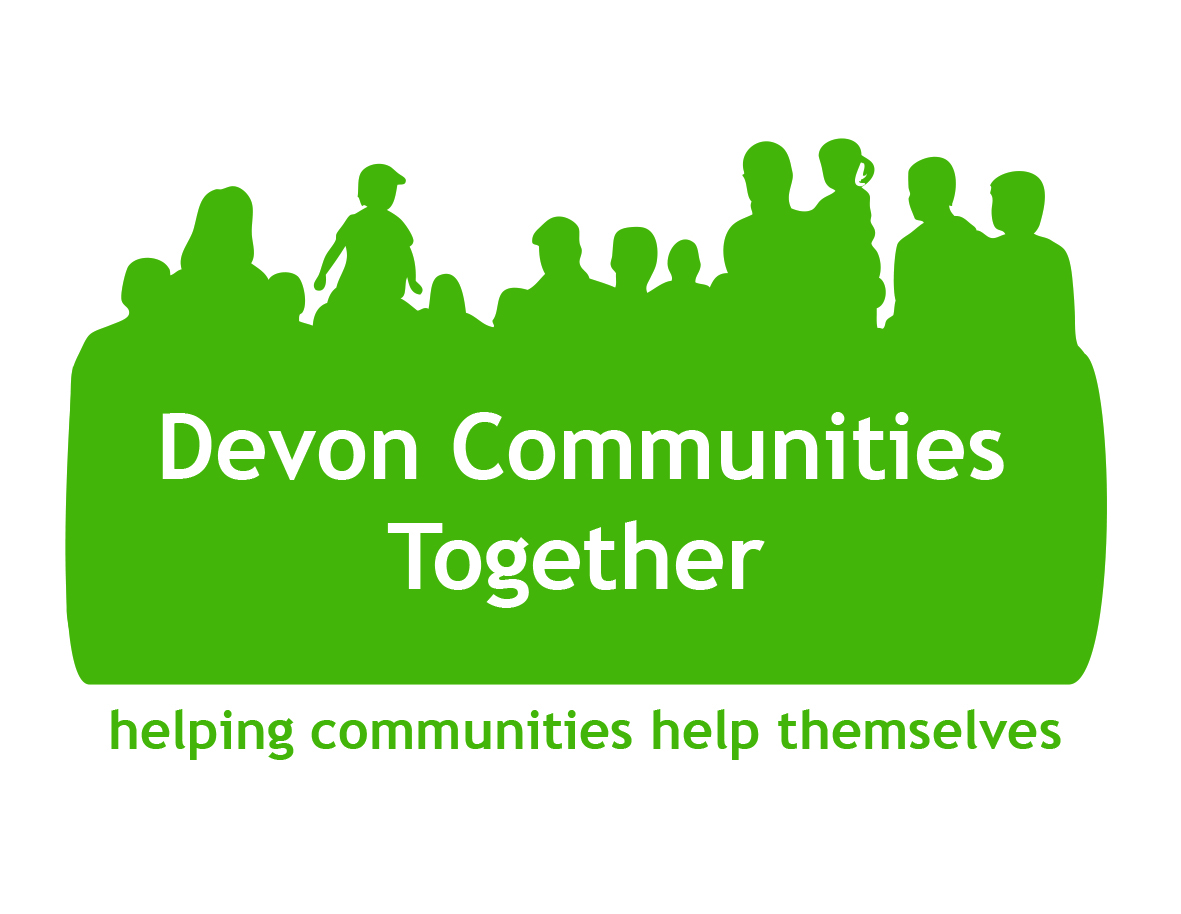 Devon Communities
Together
helping communities help themselves